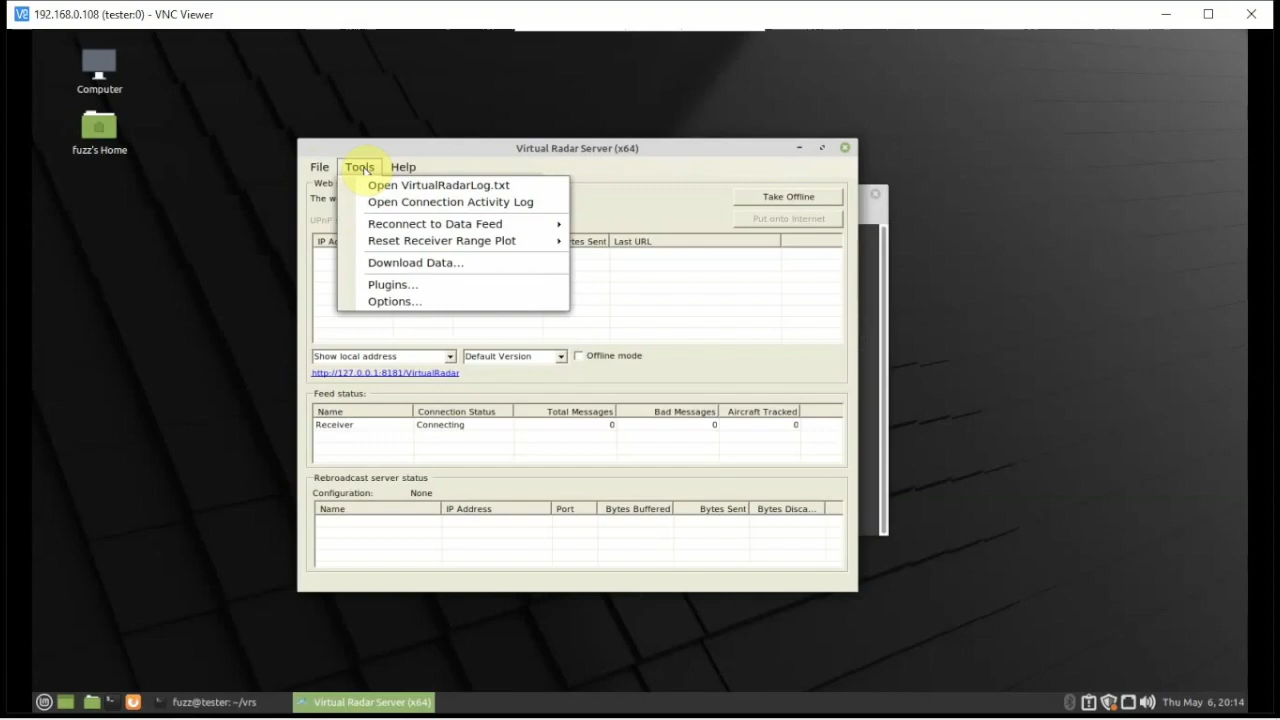 192.168.0.108 (tester:0) - VNC Viewer
Computer
fuzz's Home
Virtual Radar Server (x64)
File Tools Help
Web
The w
Take Offline
UPnP
Put onto Internet
Open VirtualRadarLog.txt
Open Connection Activity Log
Reconnect to Data Feed
Reset Receiver Range Plot
Download Data...
Plugins...
Options...
IP Ad tes Sent Last URL
Show local address Default Version Offline mode
http://127.0.0.1:8181/VirtualRadar
Feed status:
Name Connection Status Total Messages Bad Messages Aircraft Tracked
Receiver Connecting 0 0 0
Rebroadcast server status
Configuration: None
Name IP Address Port Bytes Buffered Bytes Sent Bytes Disca...
fuzz@tester: ~/vrs Virtual Radar Server (x64) Thu May 6, 20:14